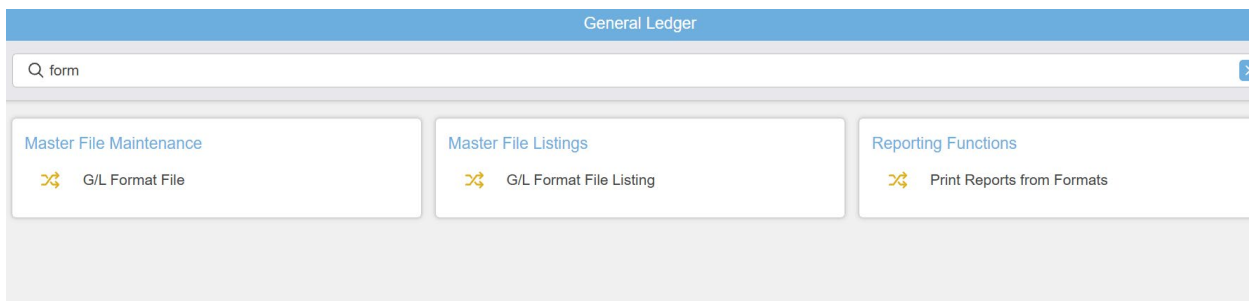 General Ledger
form
Master File Maintenance
G/L Format File
Master File Listings
G/L Format File Listing
Reporting Functions
Print Reports from Formats